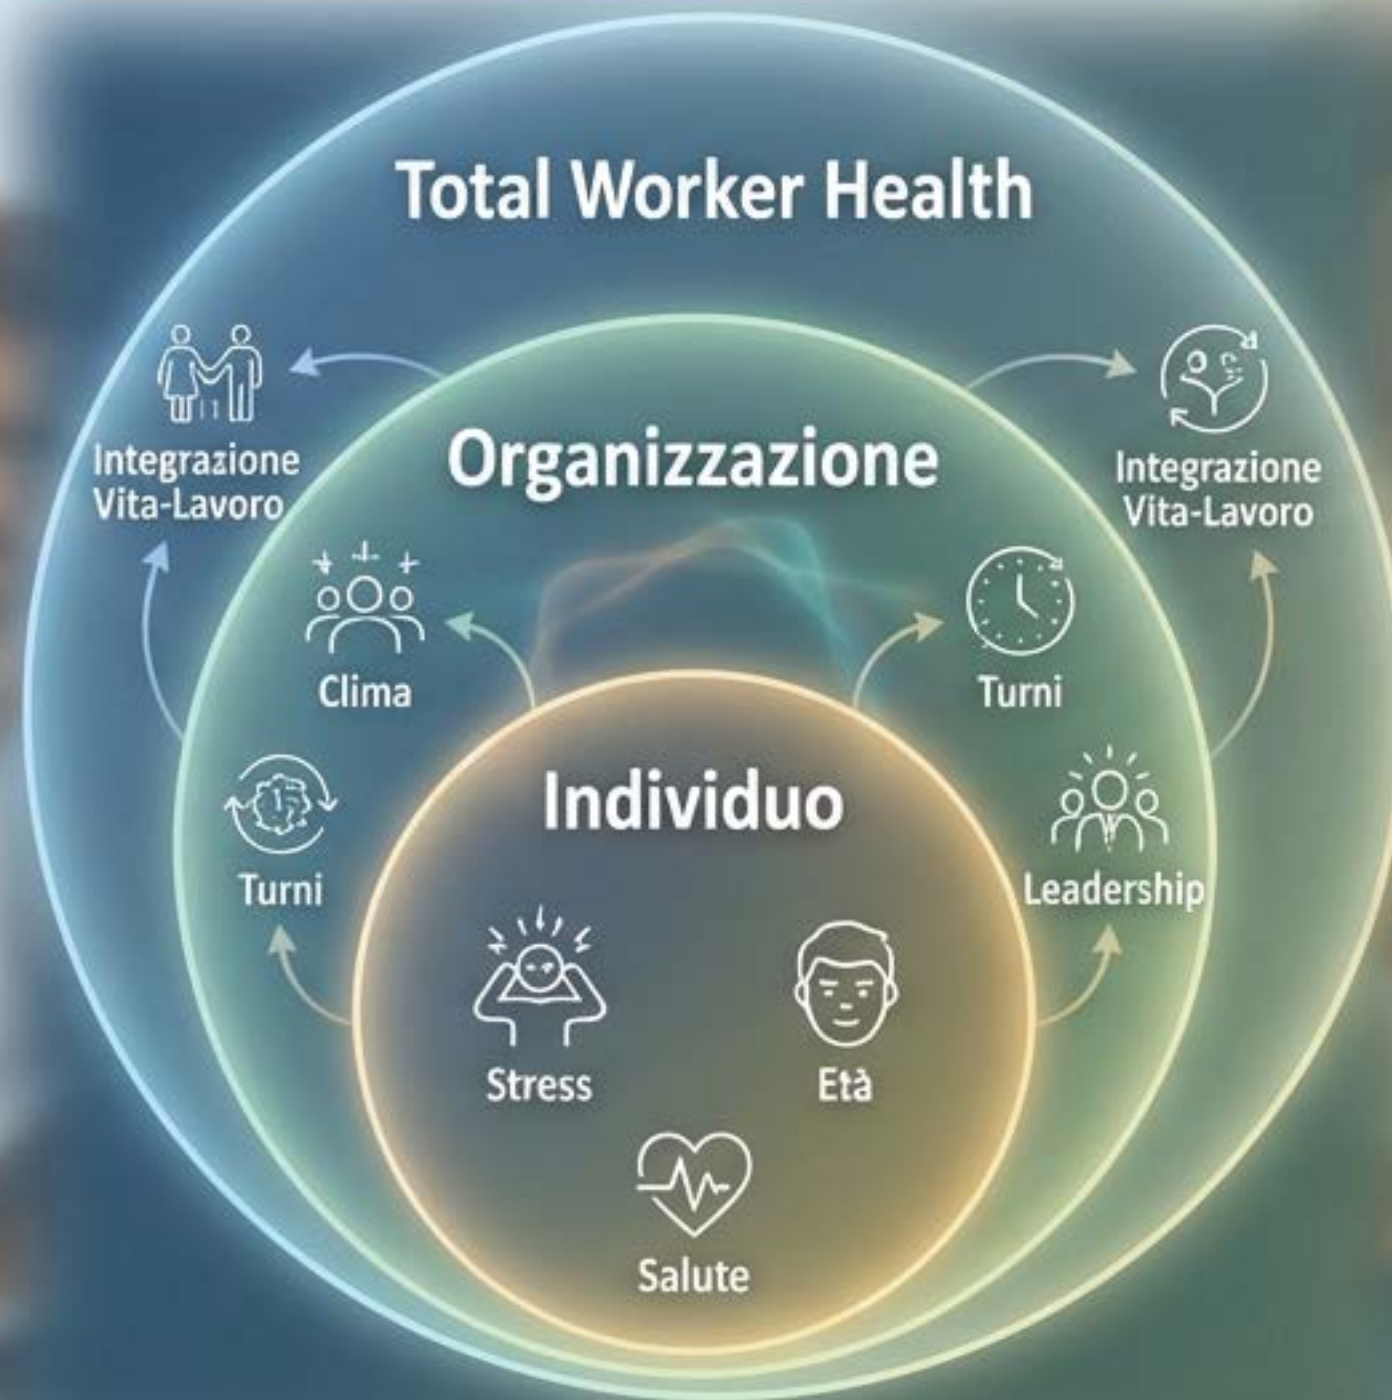 Total Worker Health
Integrazione
Vita-Lavoro
Integrazione
Vita-Lavoro
Organizzazione
Clima
Turni
Turni
Leadership
Individuo
Stress
Età
Salute